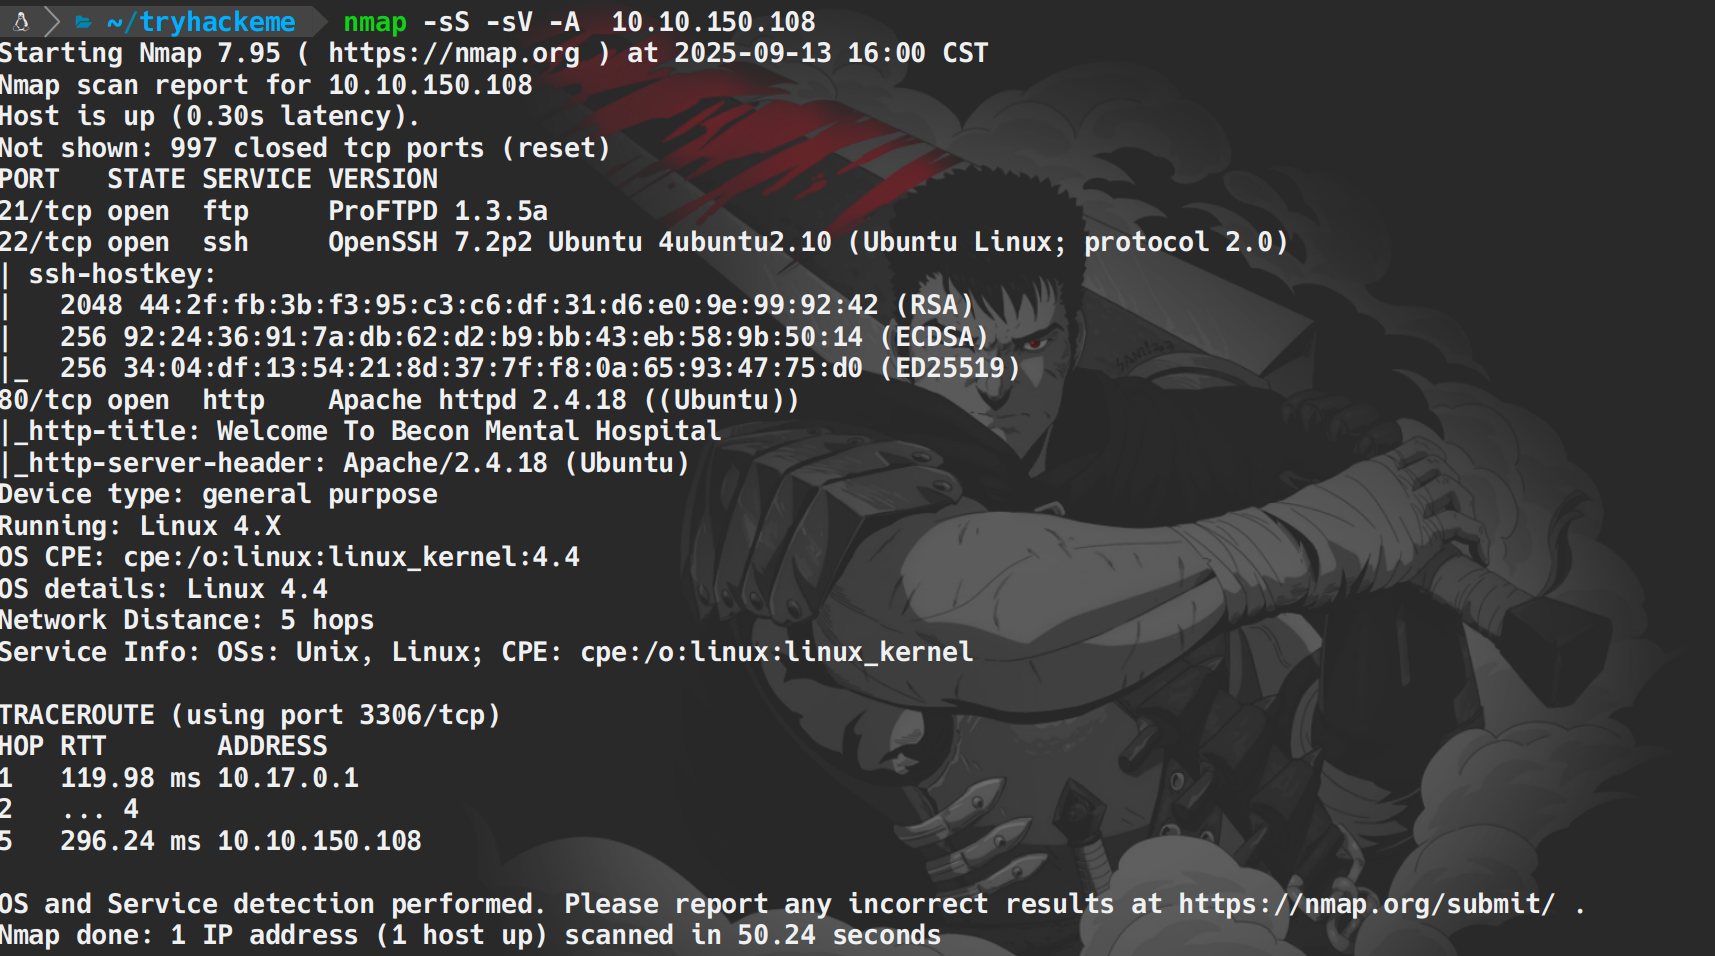 ~/tryhackeme nmap -sS -sV -A 10.10.150.108
Starting Nmap 7.95 ( https://nmap.org ) at 2025-09-13 16:00 CST
Nmap scan report for 10.10.150.108
Host is up (0.30s latency).
Not shown: 997 closed tcp ports (reset)
PORT   STATE SERVICE VERSION
21/tcp open  ftp     ProFTPD 1.3.5a
22/tcp open  ssh     OpenSSH 7.2p2 Ubuntu 4ubuntu2.10 (Ubuntu Linux; protocol 2.0)
| ssh-hostkey:
|   2048 44:2f:fb:3b:f3:95:c3:c6:df:31:d6:e0:9e:99:92:42 (RSA)
|   256 92:24:36:91:7a:db:62:d2:b9:bb:43:eb:58:9b:50:14 (ECDSA)
|_  256 34:04:df:13:54:21:8d:37:7f:f8:0a:65:93:47:75:d0 (ED25519)
80/tcp open  http    Apache httpd 2.4.18 ((Ubuntu))
|_http-title: Welcome To Becon Mental Hospital
|_http-server-header: Apache/2.4.18 (Ubuntu)
Device type: general purpose
Running: Linux 4.X
OS CPE: cpe:/o:linux:linux_kernel:4.4
OS details: Linux 4.4
Network Distance: 5 hops
Service Info: OSs: Unix, Linux; CPE: cpe:/o:linux:linux_kernel
TRACEROUTE (using port 3306/tcp)
HOP RTT       ADDRESS
1   119.98 ms 10.17.0.1
2   ... 4
5   296.24 ms 10.10.150.108
OS and Service detection performed. Please report any incorrect results at https://nmap.org/submit/ .
Nmap done: 1 IP address (1 host up) scanned in 50.24 seconds